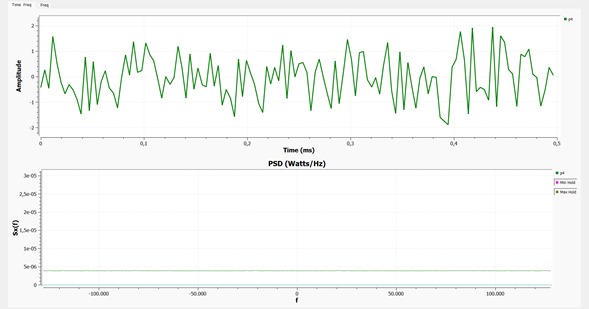 Time Freq Freq
Amplitude
2
1
0
-1
-2
0 0,1 0,2 0,3 0,4 0,5
Time (ms)
p4
PSD (Watts/Hz)
Sx(f)
3e-05
2,5e-05
2e-05
1,5e-05
1e-05
5e-06
0
-100.000 -50.000 0 50.000 100.000
f
p4
Min Hold
Max Hold